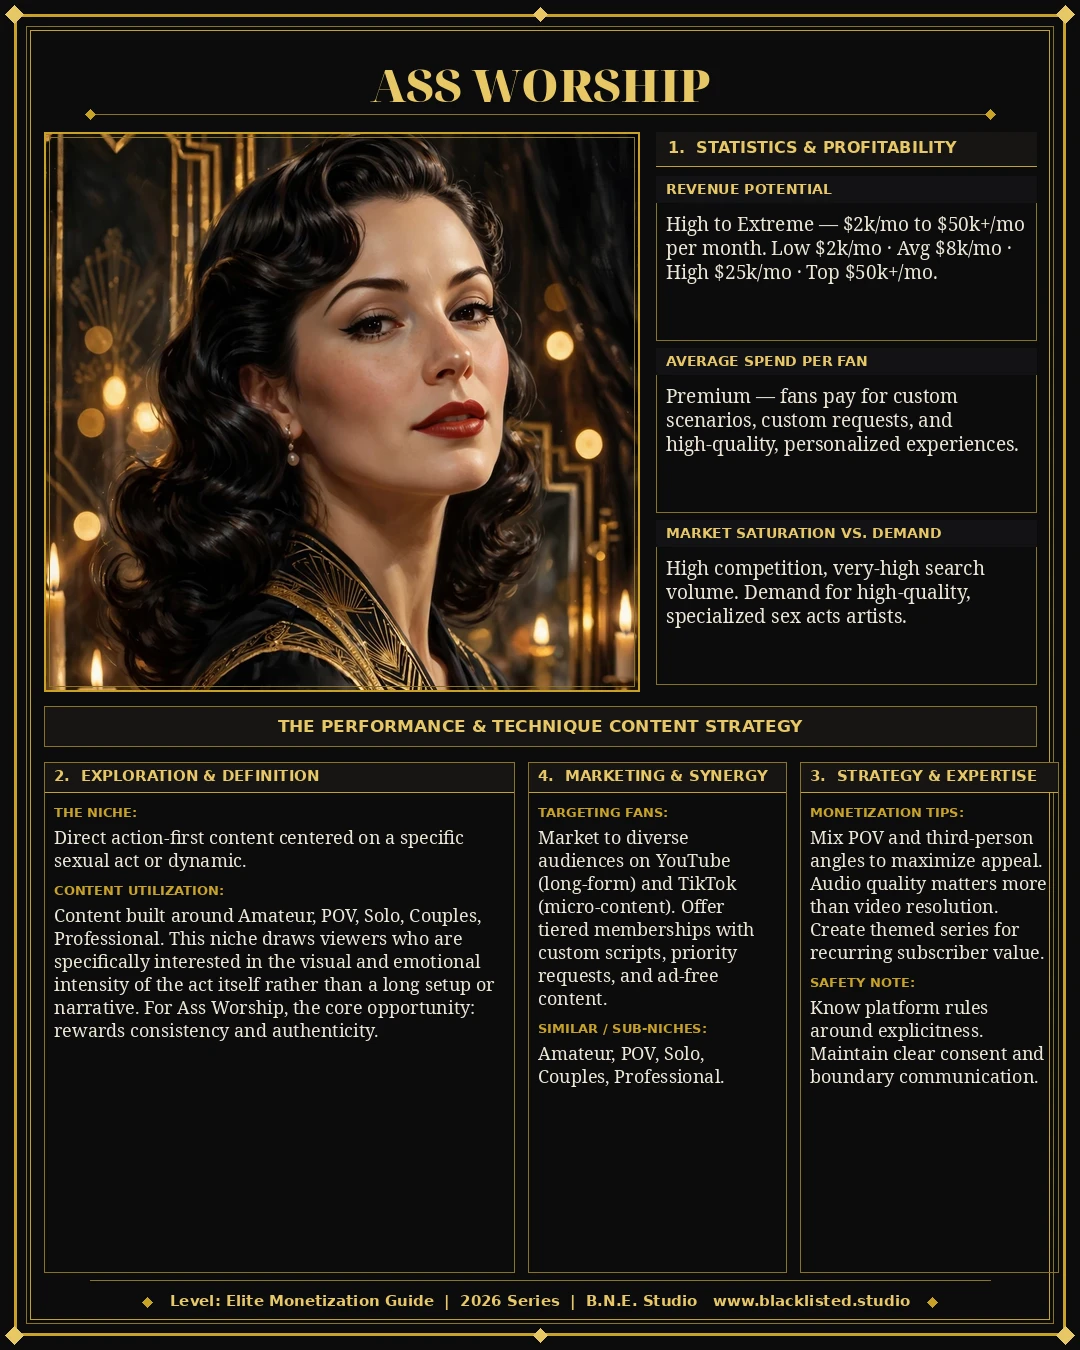 ASS WORSHIP
1. STATISTICS & PROFITABILITY
REVENUE POTENTIAL
High to Extreme — $2k/mo to $50k+/mo
per month. Low $2k/mo · Avg $8k/mo ·
High $25k/mo · Top $50k+/mo.
AVERAGE SPEND PER FAN
Premium — fans pay for custom
scenarios, custom requests, and
high-quality, personalized experiences.
MARKET SATURATION VS. DEMAND
High competition, very-high search
volume. Demand for high-quality,
specialized sex acts artists.
THE PERFORMANCE & TECHNIQUE CONTENT STRATEGY
2. EXPLORATION & DEFINITION
THE NICHE:
Direct action-first content centered on a specific
sexual act or dynamic.
CONTENT UTILIZATION:
Content built around Amateur, POV, Solo, Couples,
Professional. This niche draws viewers who are
specifically interested in the visual and emotional
intensity of the act itself rather than a long setup or
narrative. For Ass Worship, the core opportunity:
rewards consistency and authenticity.
4. MARKETING & SYNERGY
TARGETING FANS:
Market to diverse
audiences on YouTube
(long-form) and TikTok
(micro-content). Offer
tiered memberships with
custom scripts, priority
requests, and ad-free
content.
SIMILAR / SUB-NICHES:
Amateur, POV, Solo,
Couples, Professional.
3. STRATEGY & EXPERTISE
MONETIZATION TIPS:
Mix POV and third-person
angles to maximize appeal.
Audio quality matters more
than video resolution.
Create themed series for
recurring subscriber value.
SAFETY NOTE:
Know platform rules
around explicitness.
Maintain clear consent and
boundary communication.
Level: Elite Monetization Guide | 2026 Series | B.N.E. Studio www.blacklisted.studio